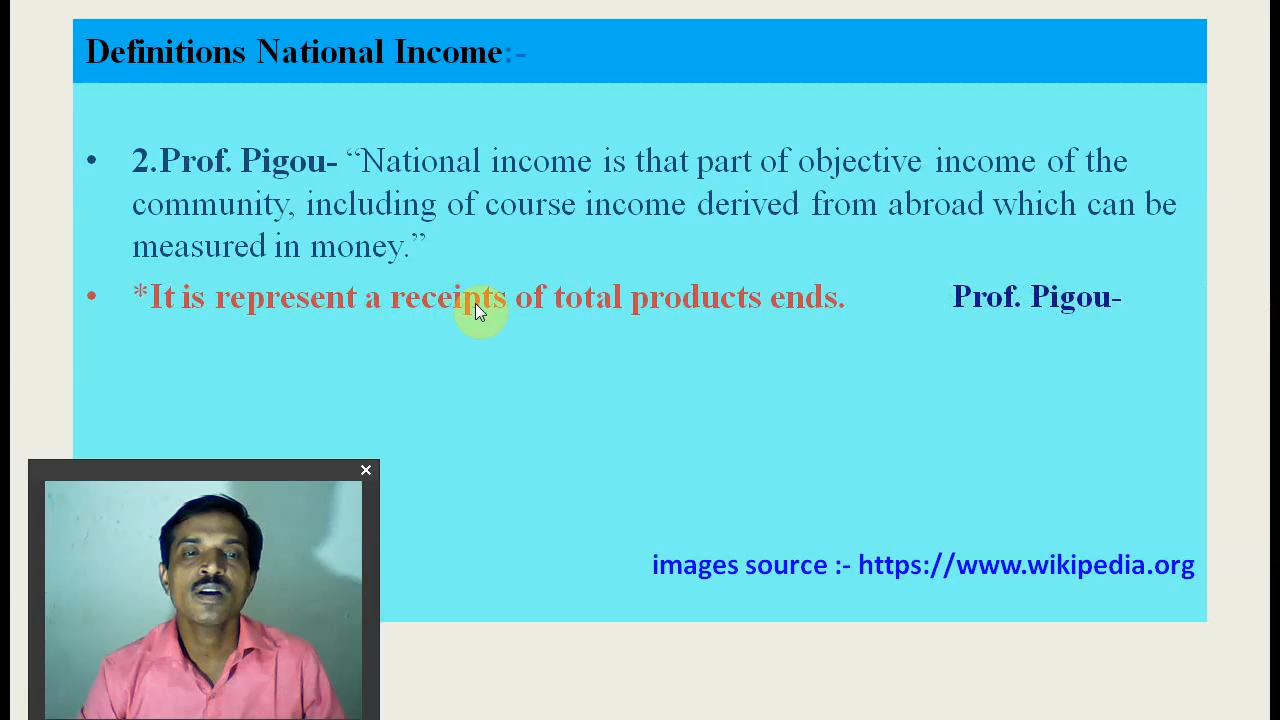 Definitions National Income:-
• 2.Prof. Pigou- “National income is that part of objective income of the
community, including of course income derived from abroad which can be
measured in money.”
• *It is represent a receipts of total products ends. Prof. Pigou-
images source :- https://www.wikipedia.org